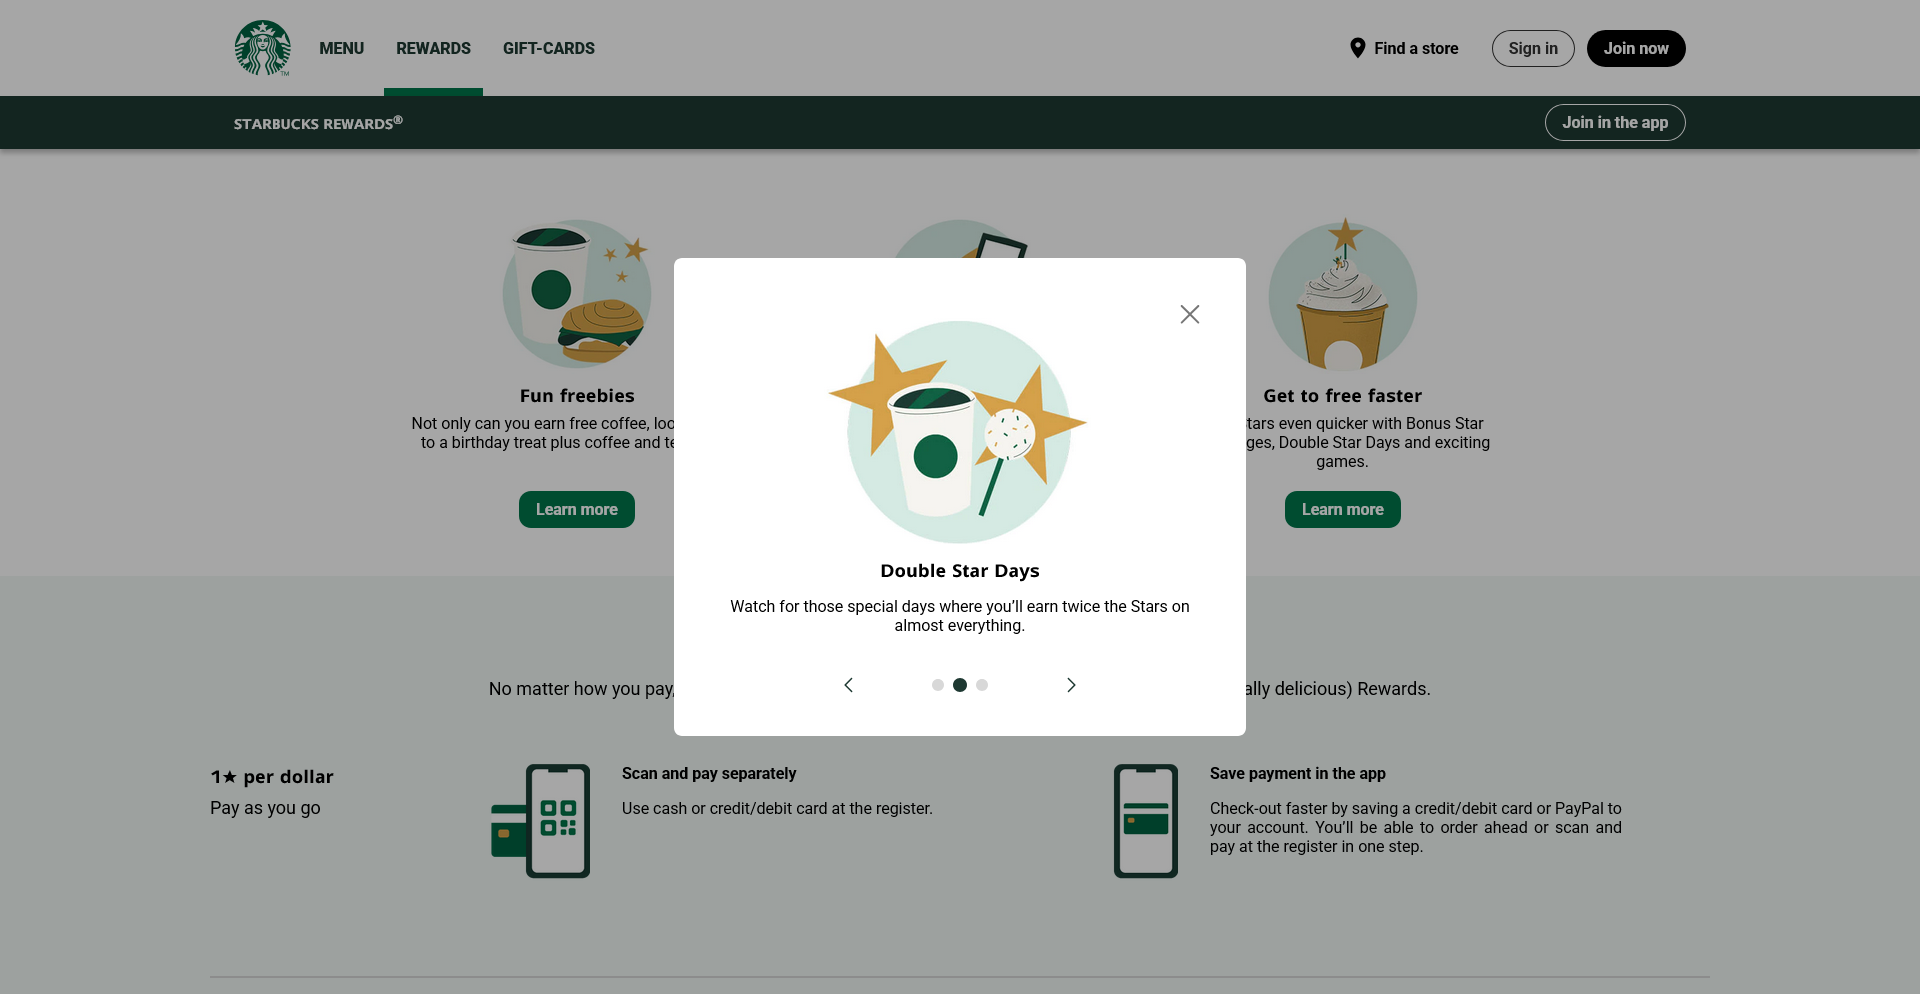 MENU
REWARDS
GIFT-CARDS
Find a store
Sign in
Join now
STARBUCKS REWARDS®
Join in the app
Fun freebies
Not only can you earn free coffee,
to a birthday treat plus coffee and
Learn more
Get to free faster
even quicker with Bonus Star
Double Star Days and exciting
games.
Learn more
Double Star Days
Watch for those special days where you’ll earn twice the Stars on
almost everything.
No matter how you pay,
delicious) Rewards.
1★ per dollar
Pay as you go
Scan and pay separately
Use cash or credit/debit card at the register.
Save payment in the app
Check-out faster by saving a credit/debit card or PayPal to
your account. You’ll be able to order ahead or scan and
pay at the register in one step.